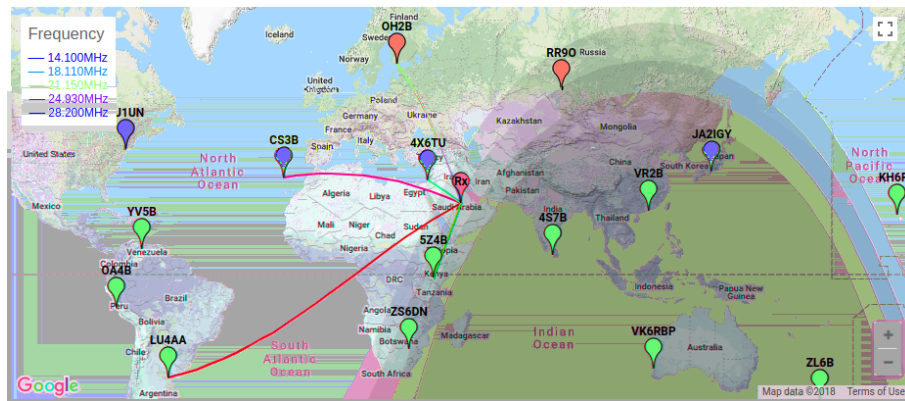 Frequency
14.100MHz
18.110MHz
21.150MHz
24.930MHz
28.200MHz
Iceland
Finland
OH2B
Sweden
Norway
RR9O
Russia
United
Kingdom
Poland
Germany
Ukraine
France
Italy
Spain
Kazakhstan
Mongolia
J1UN
CS3B
4X6TU
JA2IGY
United States
North
Atlantic
Ocean
Rx
Iran
Afghanistan
Pakistan
China
South Korea
Japan
North
Pacific
Ocean
KH6R
VR2B
Mexico
Algeria
Libya
Egypt
Saudi Arabia
India
Thailand
Mali
Niger
Chad
Sudan
Nigeria
YV5B
Venezuela
Colombia
5Z4B
4S7B
Kenya
DRC
Tanzania
OA4B
Peru
Brazil
Bolivia
Indonesia
Papua New
Guinea
Angola
Namibia
Botswana
ZS6DN
Madagascar
Indian
Ocean
VK6RBP
Australia
LU4AA
Chile
South
Atlantic
Ocean
South Africa
Argentina
ZL6B
+
−
Google
Map data ©2018
Terms of Use